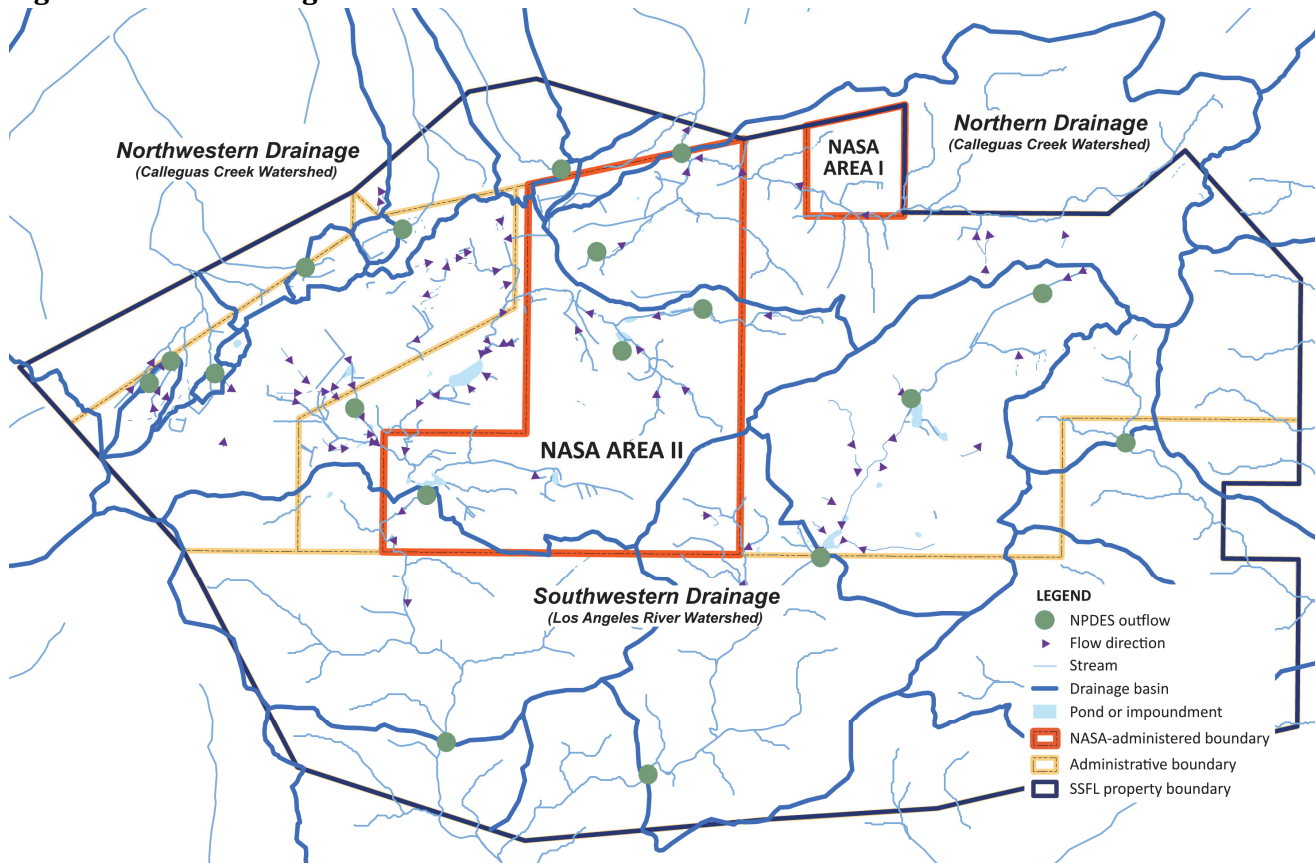 Northwestern Drainage
(Calleguas Creek Watershed)
Northern Drainage
(Calleguas Creek Watershed)
NASA
AREA I
NASA AREA II
Southwestern Drainage
(Los Angeles River Watershed)
LEGEND
NPDES outflow
Flow direction
Stream
Drainage basin
Pond or impoundment
NASA-administered boundary
Administrative boundary
SSFL property boundary